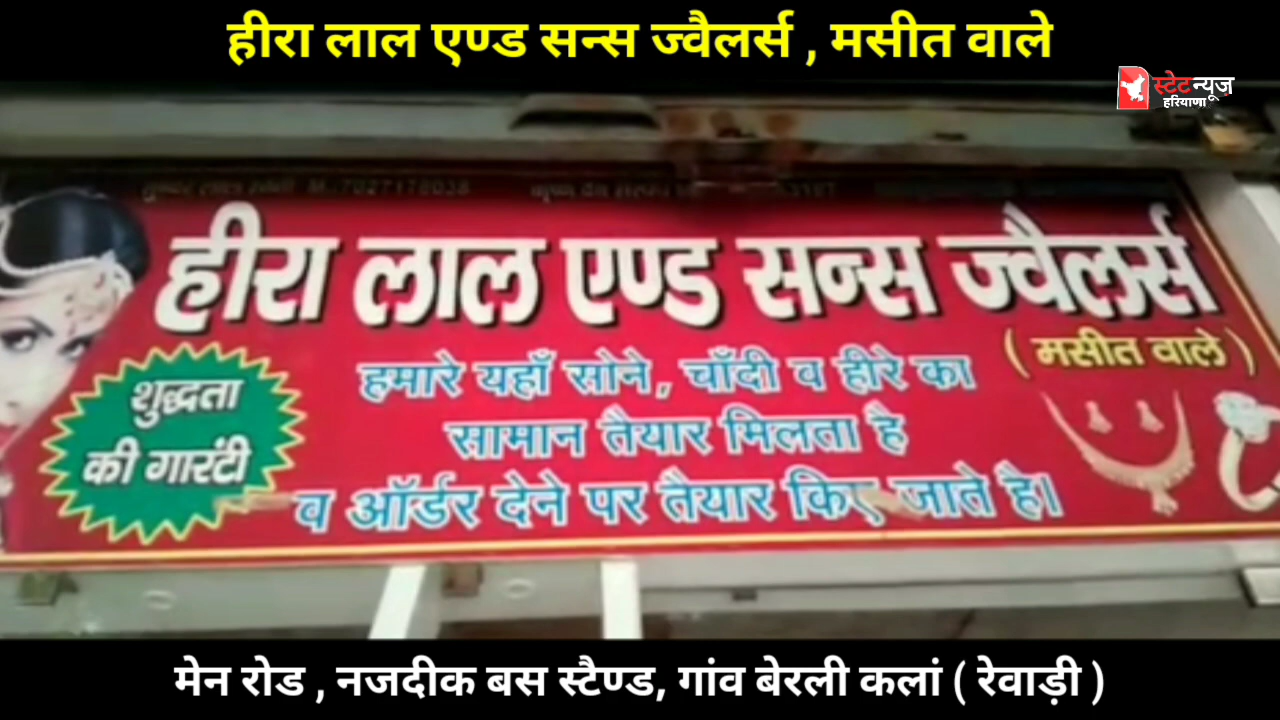 हीरा लाल एण्ड सन्स ज्वैलर्स , मसीत वाले
स्टेट न्यूज़
हरियाणा
हीरा लाल एण्ड सन्स ज्वैलर्स
( मसीत वाले )
हमारे यहाँ सोने, चाँदी व हीरे का
सामान तैयार मिलता है
व ऑर्डर देने पर तैयार किए जाते है।
शुद्धता
की गारंटी
मेन रोड , नजदीक बस स्टैण्ड, गांव बेरली कलां ( रेवाड़ी )